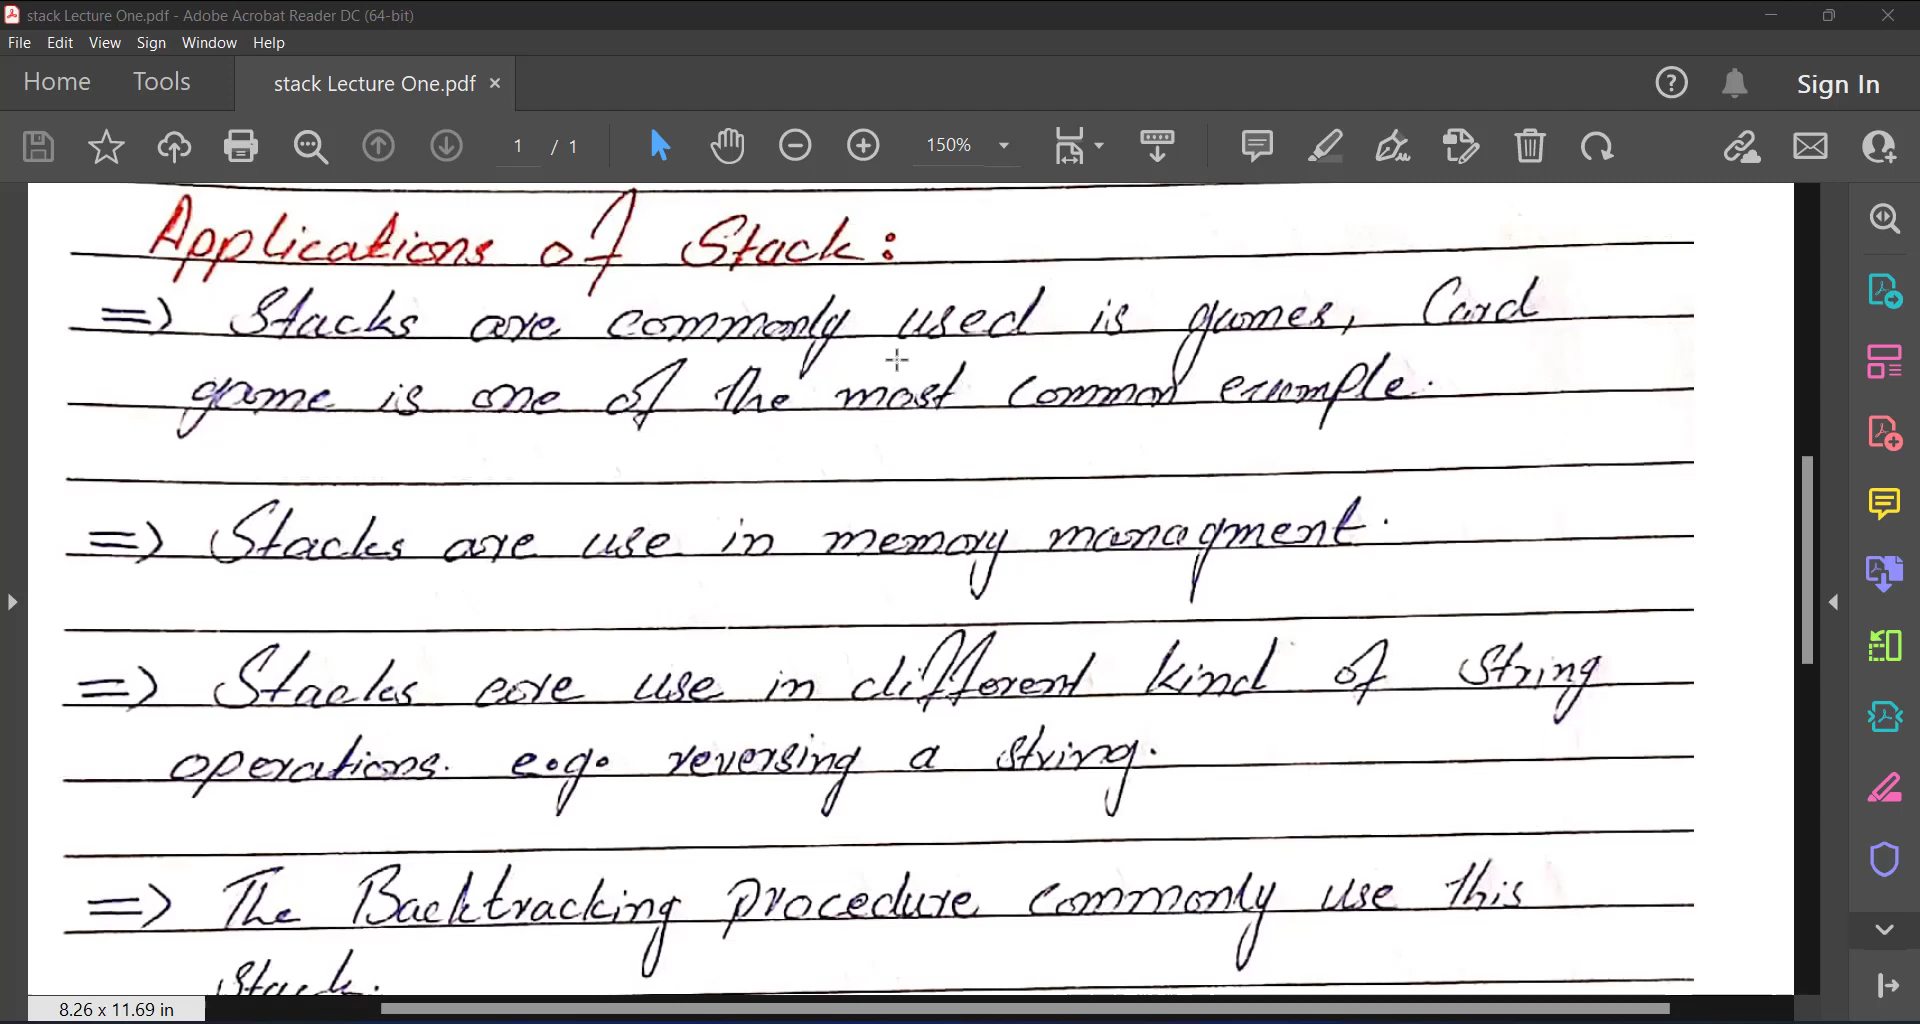 stack Lecture One.pdf - Adobe Acrobat Reader DC (64-bit)
File Edit View Sign Window Help
Home Tools stack Lecture One.pdf × Sign In
1 / 1 150%
Applications of Stack:
=> Stacks are commonly used is games, Card
game is one of the most common example.
=> Stacks are use in memory managment.
=> Stacks are use in different kind of string
operations. e.g. reversing a string.
=> The Backtracking procedure commonly use this
stack.
8.26 x 11.69 in